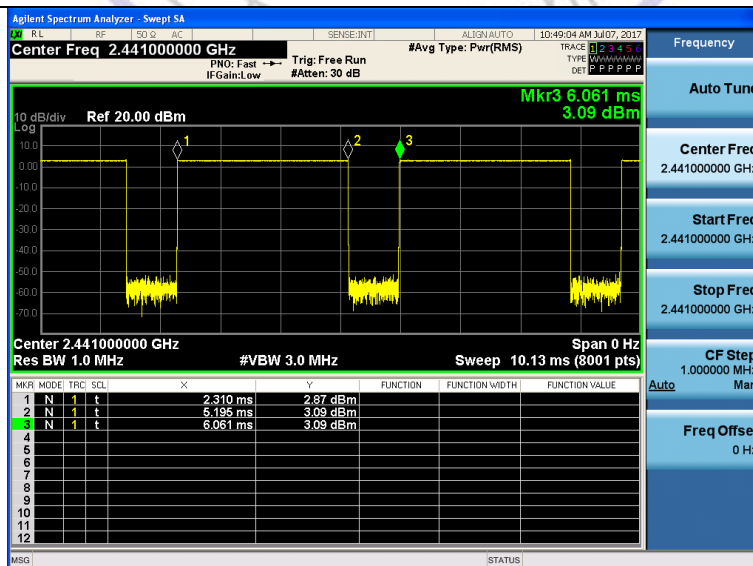 Agilent Spectrum Analyzer - Swept SA
RL RF 50 Ω AC SENSE:INT ALIGN AUTO 10:49:04 AM Jul 07, 2017
Center Freq 2.441000000 GHz #Avg Type: Pwr(RMS) TRACE 1 2 3 4 5 6
PNO: Fast Trig: Free Run TYPE WWWWWW
IFGain:Low #Atten: 30 dB DET P P P P P P
Mkr3 6.061 ms
10 dB/div Ref 20.00 dBm 3.09 dBm
Log
10.0
0.00
-10.0
-20.0
-30.0
-40.0
-50.0
-60.0
-70.0
1
2
3
Center 2.441000000 GHz Span 0 Hz
Res BW 1.0 MHz #VBW 3.0 MHz Sweep 10.13 ms (8001 pts)
MKR MODE TRC SCL X Y FUNCTION FUNCTION WIDTH FUNCTION VALUE
1 N 1 t 2.310 ms 2.87 dBm
2 N 1 t 5.195 ms 3.09 dBm
3 N 1 t 6.061 ms 3.09 dBm
4
5
6
7
8
9
10
11
12
MSG STATUS
Frequency
Auto Tune
Center Freq
2.441000000 GHz
Start Freq
2.441000000 GHz
Stop Freq
2.441000000 GHz
CF Step
1.000000 MHz
Auto Man
Freq Offset
0 Hz